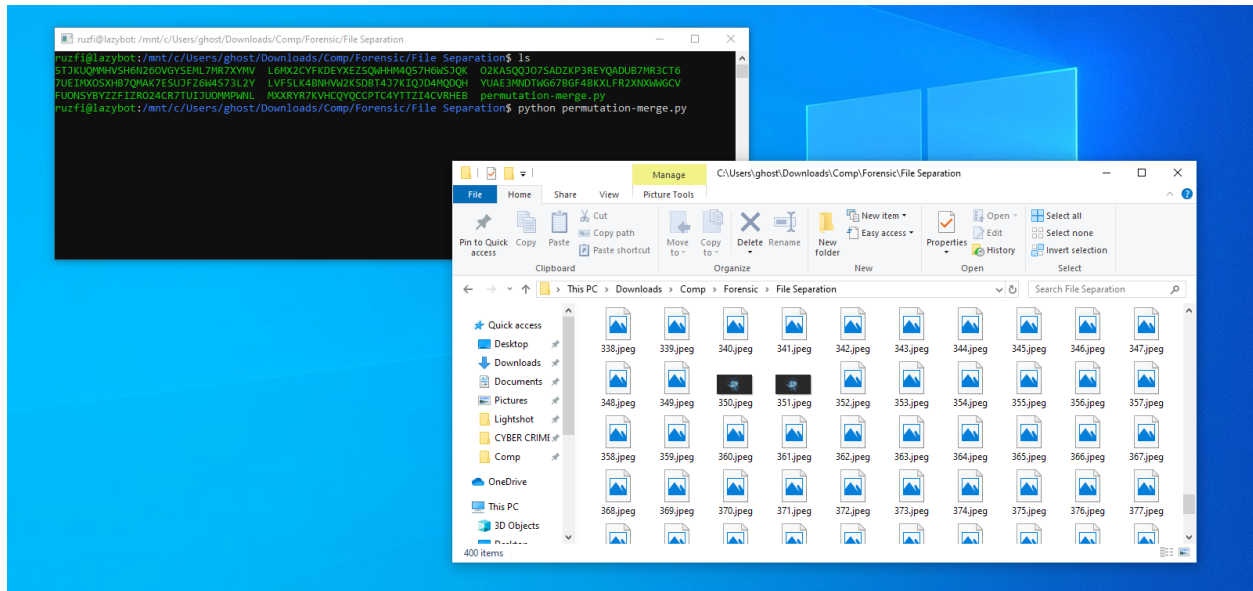 ruzfi@lazybot: /mnt/c/Users/ghost/Downloads/Comp/Forensic/File Separation
ruzfi@lazybot:/mnt/c/Users/ghost/Downloads/Comp/Forensic/File Separation$ ls
5TJKUQMMHVSH6N26OVGYSEML7MR7XYMV L6MX2CYFKDEYXEZ5QWHHM4Q57H6WSJQK O2KASQQJO7SADZKP3REYQADUB7MR3CT6
7UEIMXOSXHB7QMAK7ESUJFZ6W4S73L2Y LVFSLK4BNHVW2K5DBT4J7KIQJD4MQDQH YUAE3MNDTWG67BGF4BKXLFR2XNXWWGCV
FUONSYBYZZFIZRO24CR7TUIJUOMMPWNL MXXRYR7KVHCQYQCCPTC4YTTZI4CVRHEB permutation-merge.py
ruzfi@lazybot:/mnt/c/Users/ghost/Downloads/Comp/Forensic/File Separation$ python permutation-merge.py
Manage
C:\Users\ghost\Downloads\Comp\Forensic\File Separation
File Home Share View Picture Tools
Pin to Quick access
Copy
Paste
Cut
Copy path
Paste shortcut
Move to
Copy to
Delete
Rename
New folder
New item
Easy access
Properties
Open
Edit
History
Select all
Select none
Invert selection
Clipboard Organize New Open Select
This PC > Downloads > Comp > Forensic > File Separation
Search File Separation
Quick access
Desktop
Downloads
Documents
Pictures
Lightshot
CYBER CRIME
Comp
OneDrive
This PC
3D Objects
Desktop
338.jpeg 339.jpeg 340.jpeg 341.jpeg 342.jpeg 343.jpeg 344.jpeg 345.jpeg 346.jpeg 347.jpeg
348.jpeg 349.jpeg 350.jpeg 351.jpeg 352.jpeg 353.jpeg 354.jpeg 355.jpeg 356.jpeg 357.jpeg
358.jpeg 359.jpeg 360.jpeg 361.jpeg 362.jpeg 363.jpeg 364.jpeg 365.jpeg 366.jpeg 367.jpeg
368.jpeg 369.jpeg 370.jpeg 371.jpeg 372.jpeg 373.jpeg 374.jpeg 375.jpeg 376.jpeg 377.jpeg
400 items